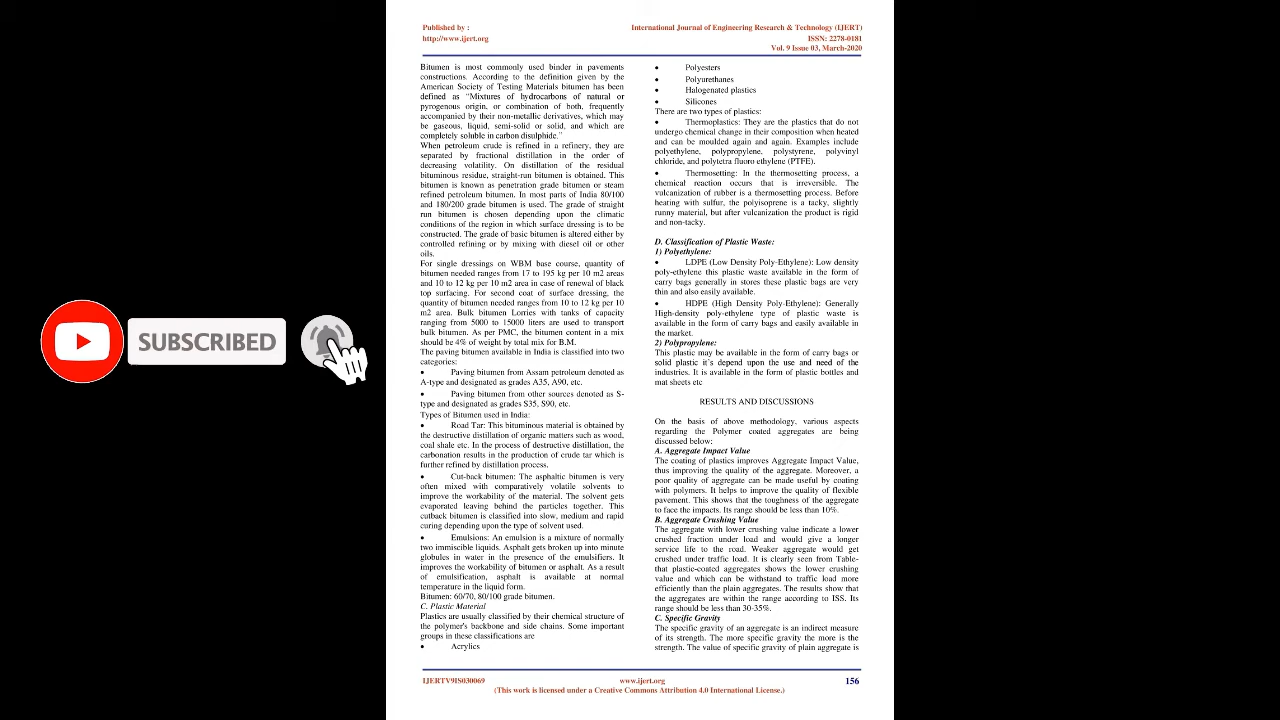 Published by :
http://www.ijert.org
International Journal of Engineering Research & Technology (IJERT)
ISSN: 2278-0181
Vol. 9 Issue 03, March-2020
Bitumen is most commonly used binder in pavements
constructions. According to the definition given by the
American Society of Testing Materials bitumen has been
defined as “Mixtures of hydrocarbons of natural or
pyrogenous origin, or combination of both, frequently
accompanied by their non-metallic derivatives, which may
be gaseous, liquid, semi-solid or solid, and which are
completely soluble in carbon disulphide.”
When petroleum crude is refined in a refinery, they are
separated by fractional distillation in the order of
decreasing volatility. On distillation of the residual
bituminous residue, straight-run bitumen is obtained. This
bitumen is known as penetration grade bitumen or steam
refined petroleum bitumen. In most parts of India 80/100
and 180/200 grade bitumen is used. The grade of straight
run bitumen is chosen depending upon the climatic
conditions of the region in which surface dressing is to be
constructed. The grade of basic bitumen is altered either by
controlled refining or by mixing with diesel oil or other
oils.
For single dressings on WBM base course, quantity of
bitumen needed ranges from 17 to 195 kg per 10 m2 areas
and 10 to 12 kg per 10 m2 area in case of renewal of black
top surfacing. For second coat of surface dressing, the
quantity of bitumen needed ranges from 10 to 12 kg per 10
m2 area. Bulk bitumen Lorries with tanks of capacity
ranging from 5000 to 15000 liters are used to transport
bulk bitumen. As per PMC, the bitumen content in a mix
should be 4% of weight by total mix for B.M.
The paving bitumen available in India is classified into two
categories:
• Paving bitumen from Assam petroleum denoted as
A-type and designated as grades A35, A90, etc.
• Paving bitumen from other sources denoted as S-
type and designated as grades S35, S90, etc.
Types of Bitumen used in India:
• Road Tar: This bituminous material is obtained by
the destructive distillation of organic matters such as wood,
coal shale etc. In the process of destructive distillation, the
carbonation results in the production of crude tar which is
further refined by distillation process.
• Cut-back bitumen: The asphaltic bitumen is very
often mixed with comparatively volatile solvents to
improve the workability of the material. The solvent gets
evaporated leaving behind the particles together. This
cutback bitumen is classified into slow, medium and rapid
curing depending upon the type of solvent used.
• Emulsions: An emulsion is a mixture of normally
two immiscible liquids. Asphalt gets broken up into minute
globules in water in the presence of the emulsifiers. It
improves the workability of bitumen or asphalt. As a result
of emulsification, asphalt is available at normal
temperature in the liquid form.
Bitumen: 60/70, 80/100 grade bitumen.
C. Plastic Material
Plastics are usually classified by their chemical structure of
the polymer's backbone and side chains. Some important
groups in these classifications are
• Acrylics
• Polyesters
• Polyurethanes
• Halogenated plastics
• Silicones
There are two types of plastics:
• Thermoplastics: They are the plastics that do not
undergo chemical change in their composition when heated
and can be moulded again and again. Examples include
polyethylene, polypropylene, polystyrene, polyvinyl
chloride, and polytetra fluoro ethylene (PTFE).
• Thermosetting: In the thermosetting process, a
chemical reaction occurs that is irreversible. The
vulcanization of rubber is a thermosetting process. Before
heating with sulfur, the polyisoprene is a tacky, slightly
runny material, but after vulcanization the product is rigid
and non-tacky.
D. Classification of Plastic Waste:
1) Polyethylene:
• LDPE (Low Density Poly-Ethylene): Low density
poly-ethylene this plastic waste available in the form of
carry bags generally in stores these plastic bags are very
thin and also easily available.
• HDPE (High Density Poly-Ethylene): Generally
High-density poly-ethylene type of plastic waste is
available in the form of carry bags and easily available in
the market.
2) Polypropylene:
This plastic may be available in the form of carry bags or
solid plastic it's depend upon the use and need of the
industries. It is available in the form of plastic bottles and
mat sheets etc
RESULTS AND DISCUSSIONS
On the basis of above methodology, various aspects
regarding the Polymer coated aggregates are being
discussed below:
A. Aggregate Impact Value
The coating of plastics improves Aggregate Impact Value,
thus improving the quality of the aggregate. Moreover, a
poor quality of aggregate can be made useful by coating
with polymers. It helps to improve the quality of flexible
pavement. This shows that the toughness of the aggregate
to face the impacts. Its range should be less than 10%.
B. Aggregate Crushing Value
The aggregate with lower crushing value indicate a lower
crushed fraction under load and would give a longer
service life to the road. Weaker aggregate would get
crushed under traffic load. It is clearly seen from Table-
that plastic-coated aggregates shows the lower crushing
value and which can be withstand to traffic load more
efficiently than the plain aggregates. The results show that
the aggregates are within the range according to ISS. Its
range should be less than 30-35%.
C. Specific Gravity
The specific gravity of an aggregate is an indirect measure
of its strength. The more specific gravity the more is the
strength. The value of specific gravity of plain aggregate is
SUBSCRIBED
IJERTV9IS030069
www.ijert.org
156
(This work is licensed under a Creative Commons Attribution 4.0 International License.)